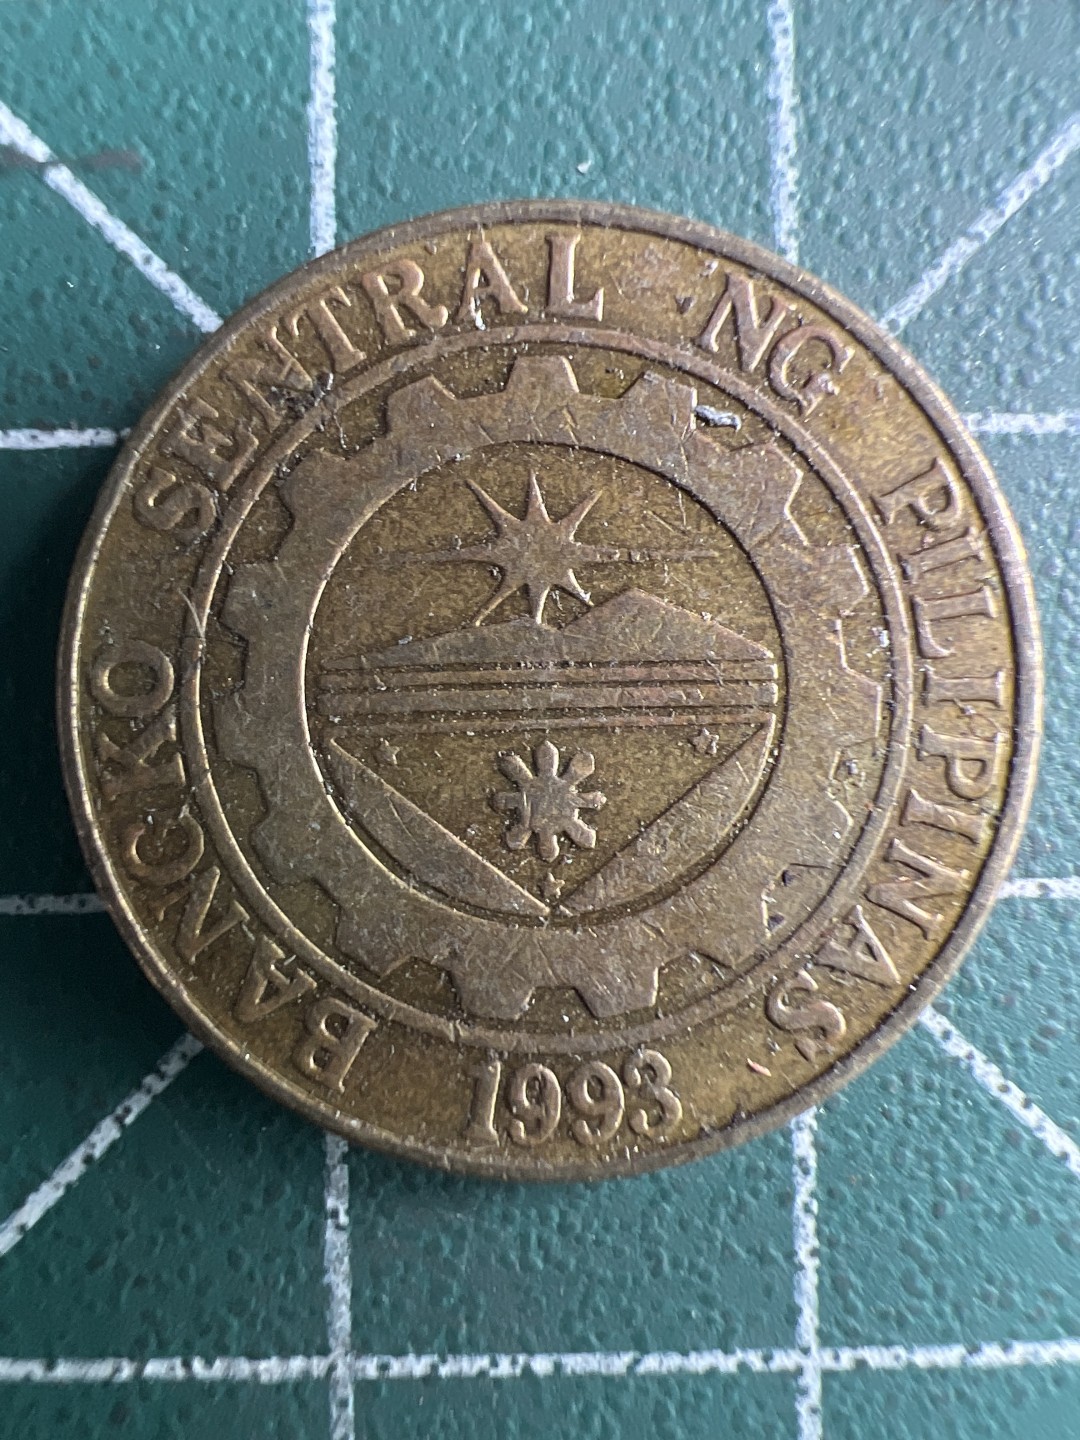 BANGKO SENTRAL NG PILIPINAS
1993